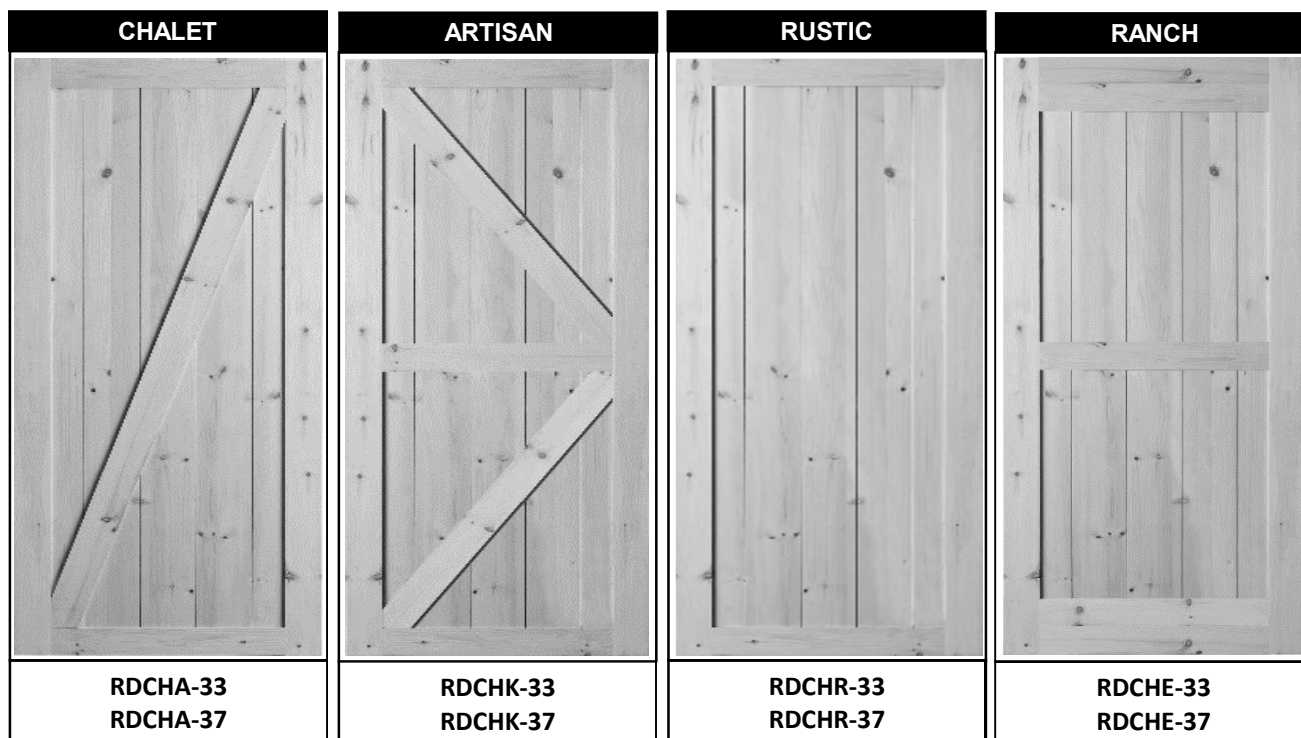 CHALET
ARTISAN
RUSTIC
RANCH
RDCHA-33
RDCHA-37
RDCHK-33
RDCHK-37
RDCHR-33
RDCHR-37
RDCHE-33
RDCHE-37